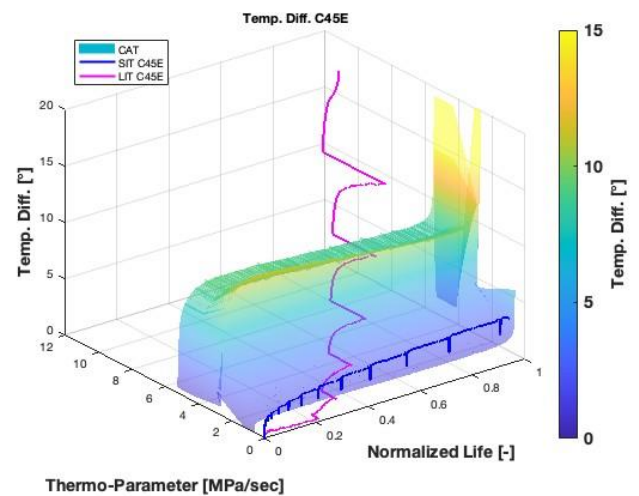 Temp. Diff. C45E
CAT
SIT C45E
LIT C45E
20
15
10
5
0
Temp. Diff. [°]
12
10
8
6
4
2
0
Thermo-Parameter [MPa/sec]
0
0.2
0.4
0.6
0.8
1
Normalized Life [-]
15
10
5
0
Temp. Diff. [°]